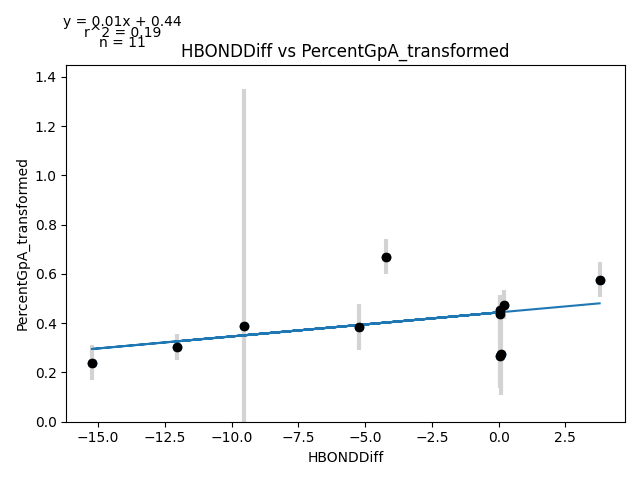 y = 0.01x + 0.44
r^2 = 0.19
n = 11
HBONDDiff vs PercentGpA_transformed
1.4
1.2
1.0
0.8
0.6
0.4
0.2
0.0
PercentGpA_transformed
−15.0 −12.5 −10.0 −7.5 −5.0 −2.5 0.0 2.5
HBONDDiff